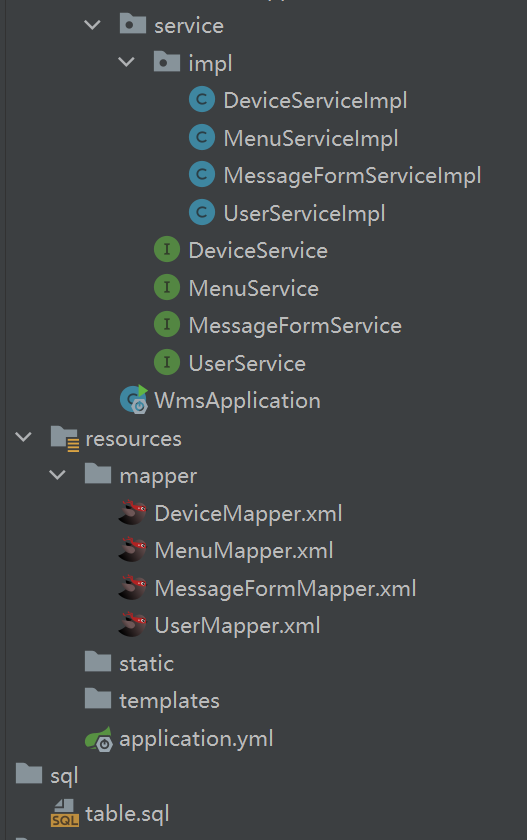 service
impl
DeviceServiceImpl
MenuServiceImpl
MessageFormServiceImpl
UserServiceImpl
DeviceService
MenuService
MessageFormService
UserService
WmsApplication
resources
mapper
DeviceMapper.xml
MenuMapper.xml
MessageFormMapper.xml
UserMapper.xml
static
templates
application.yml
sql
table.sql